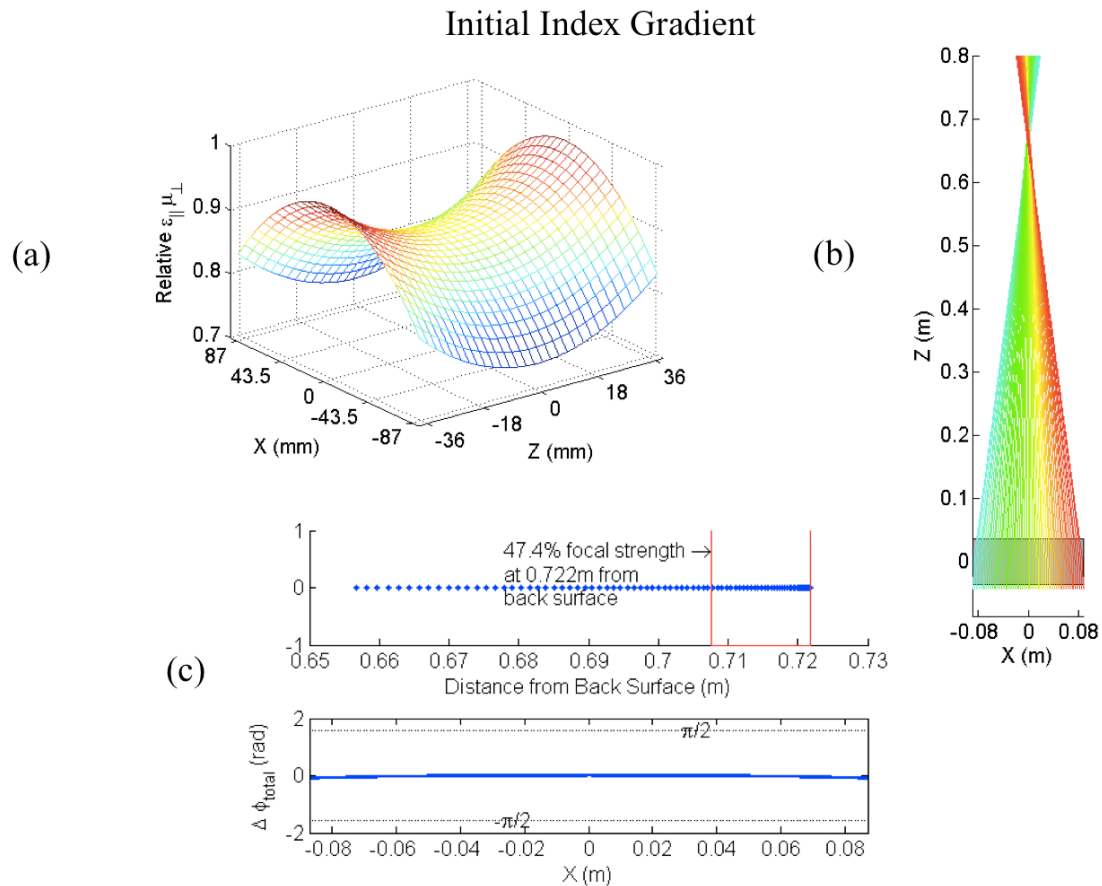 Initial Index Gradient
(a)
Relative ε|| μ⊥
1
0.9
0.8
0.7
87
43.5
0
-43.5
-87
X (mm)
-36
-18
0
18
36
Z (mm)
(b)
0.8
0.7
0.6
0.5
0.4
0.3
0.2
0.1
0
Z (m)
-0.08 0 0.08
X (m)
(c)
1
0
-1
47.4% focal strength →
at 0.722m from
back surface
0.65 0.66 0.67 0.68 0.69 0.7 0.71 0.72 0.73
Distance from Back Surface (m)
Δ ϕtotal (rad)
2
0
-2
π/2
-π/2
-0.08 -0.06 -0.04 -0.02 0 0.02 0.04 0.06 0.08
X (m)